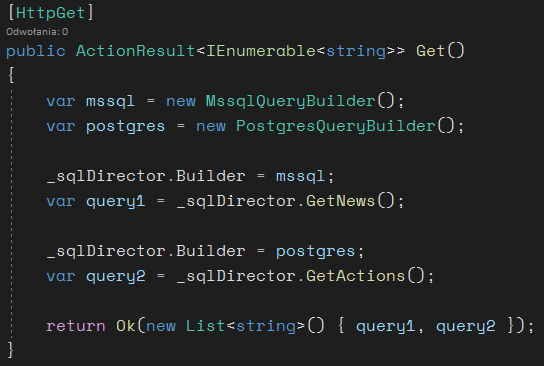 [HttpGet]
Odwołania: 0
public ActionResult<IEnumerable<string>> Get()
{
var mssql = new MssqlQueryBuilder();
var postgres = new PostgresQueryBuilder();
_sqlDirector.Builder = mssql;
var query1 = _sqlDirector.GetNews();
_sqlDirector.Builder = postgres;
var query2 = _sqlDirector.GetActions();
return Ok(new List<string>() { query1, query2 });
}